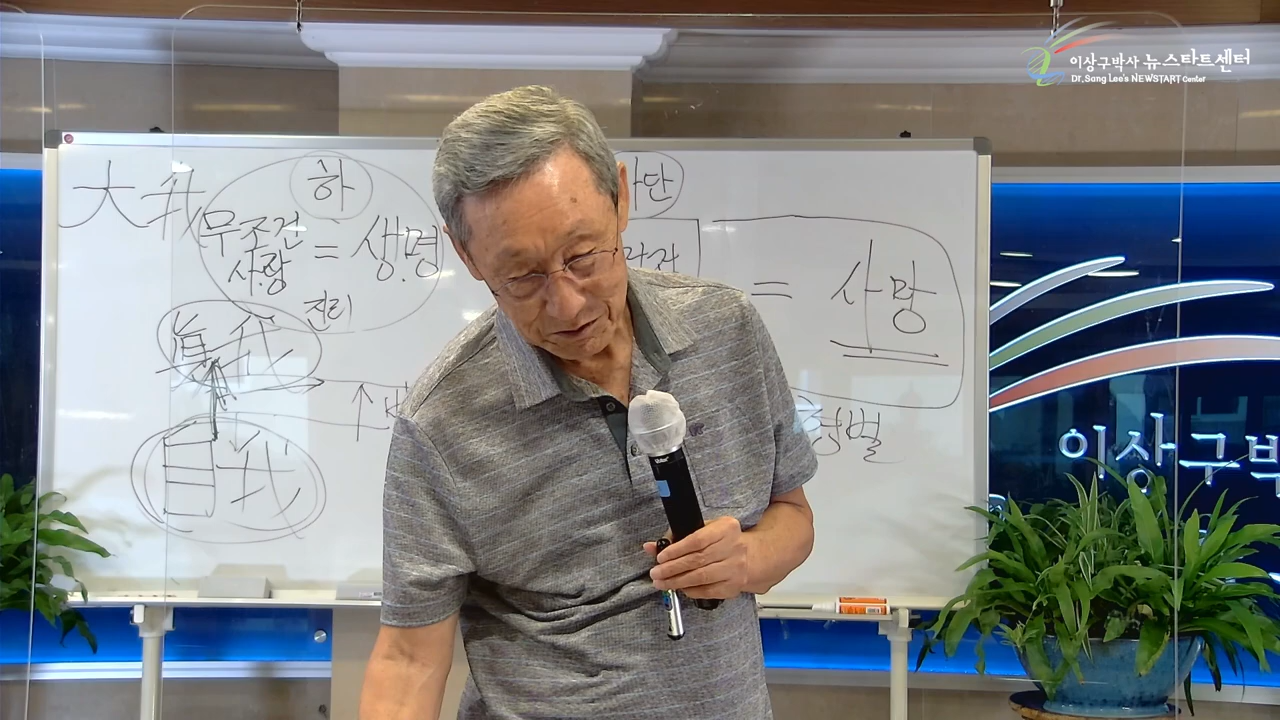 이상구박사 뉴스타트센터
Dr.Sang Lee's NEWSTART Center
大我
하
무조건
사랑
= 생명
진리
眞我
自我
= 사망
형벌
이상구박